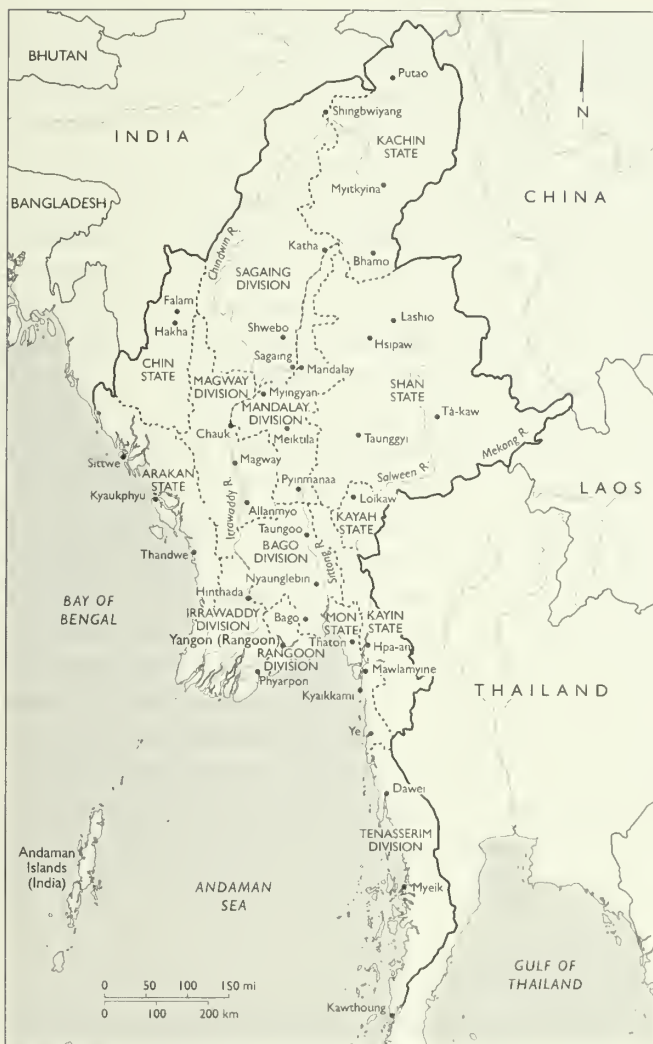 BHUTAN
Putao
Shingbwiyang
N
INDIA
KACHIN
STATE
Myitkyina
CHINA
BANGLADESH
Chindwin R.
Katha
Bhamo
SAGAING
DIVISION
Falam
Hakha
Lashio
Shwebo
Hsipaw
Sagaing
Mandalay
CHIN
STATE
MAGWAY
DIVISION
Myingyan
SHAN
STATE
MANDALAY
DIVISION
Tà-kaw
Chauk
Meiktila
Taunggyi
Mekong R.
Sittwe
Magway
Salween R.
ARAKAN
STATE
Pyinmanaa
LAOS
Kyaukphyu
Irrawaddy R.
Loikaw
Allanmyo
KAYAH
STATE
Taungoo
BAGO
DIVISION
Sittong R.
Thandwe
Nyaunglebin
BAY OF
BENGAL
Hinthada
IRRAWADDY
DIVISION
Bago
MON
STATE
KAYIN
STATE
Yangon (Rangoon)
Thaton
Hpa-an
RANGOON
DIVISION
Mawlamyine
Phyarpon
Kyaikkami
THAILAND
Ye
Dawei
TENASSERIM
DIVISION
Andaman
Islands
(India)
ANDAMAN
SEA
Myeik
GULF OF
THAILAND
0 50 100 150 mi
0 100 200 km
Kawthoung